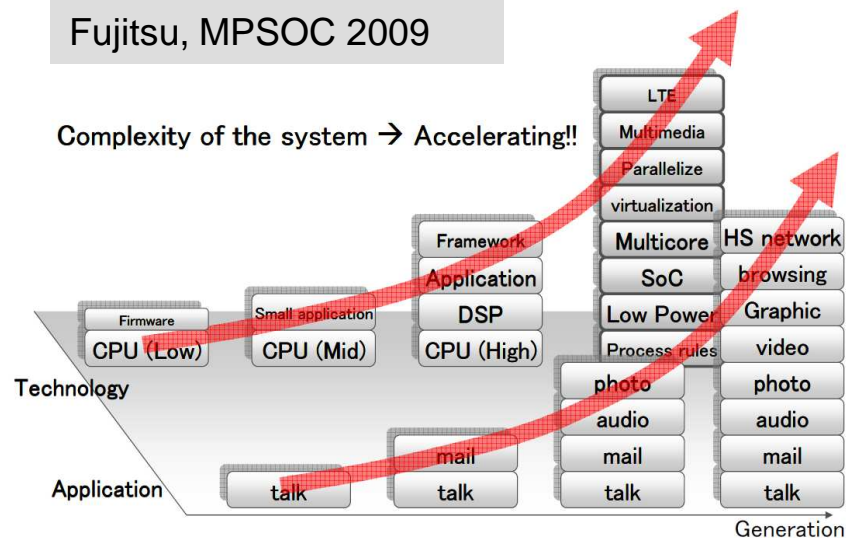 Fujitsu, MPSOC 2009
Complexity of the system → Accelerating!!
Firmware
CPU (Low)
Small application
CPU (Mid)
Framework
Application
DSP
CPU (High)
LTE
Multimedia
Parallelize
virtualization
Multicore
SoC
Low Power
Process rules
Technology
talk
mail
talk
photo
audio
mail
talk
HS network
browsing
Graphic
video
photo
audio
mail
talk
Application
Generation